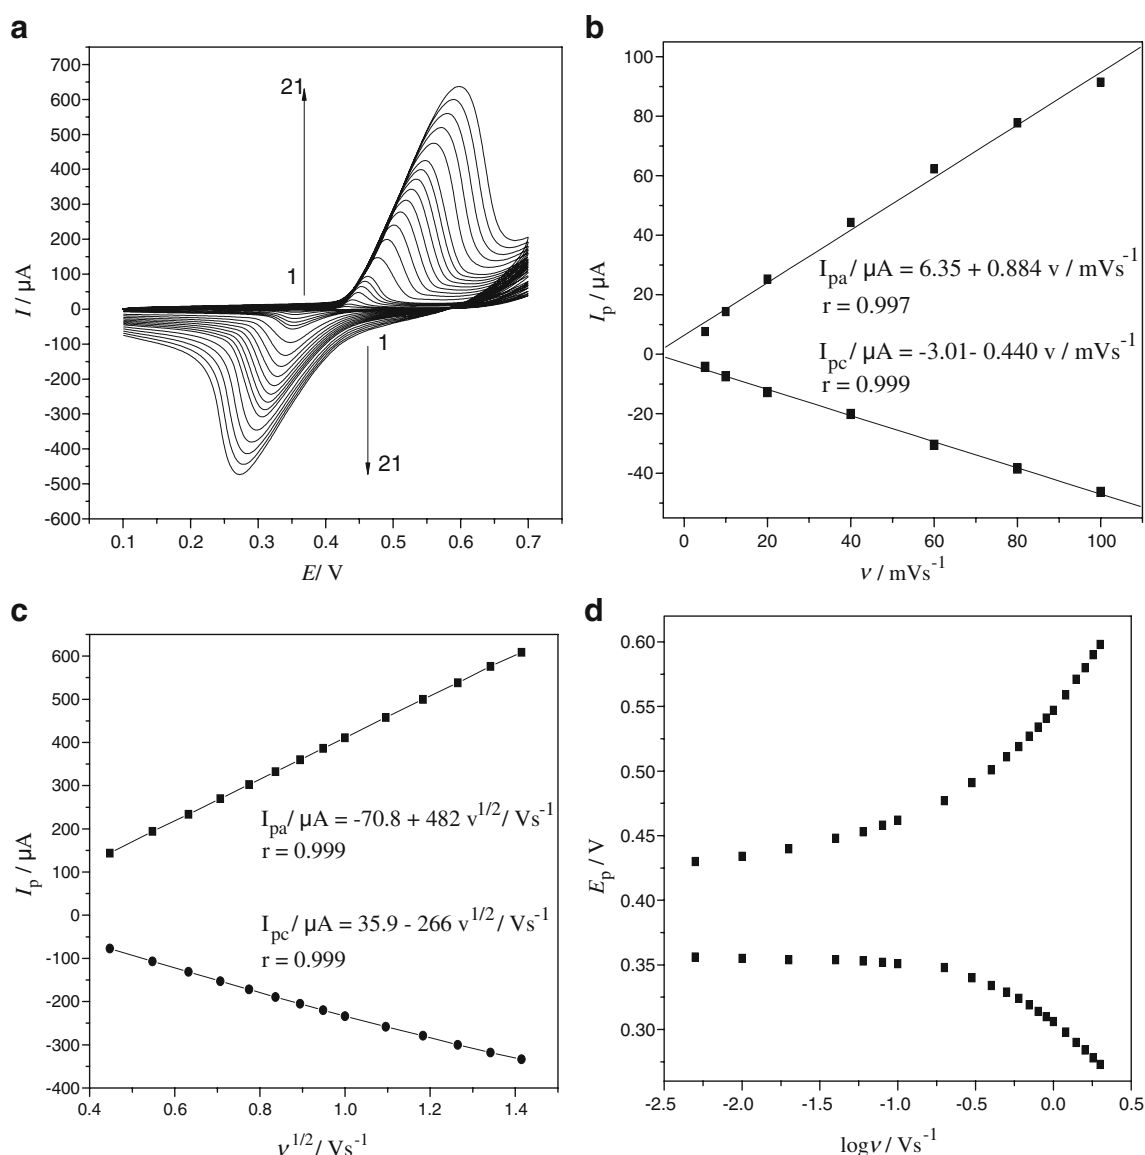 a
700
600
500
400
300
200
100
0
-100
-200
-300
-400
-500
-600
I / µA
21
1
1
21
0.1 0.2 0.3 0.4 0.5 0.6 0.7
E/ V
b
100
80
60
40
20
0
-20
-40
I_p / µA
I_pa / µA = 6.35 + 0.884 v / mVs^-1
r = 0.997
I_pc / µA = -3.01- 0.440 v / mVs^-1
r = 0.999
0 20 40 60 80 100
ν / mVs^-1
c
600
500
400
300
200
100
0
-100
-200
-300
-400
I_p / µA
I_pa / µA = -70.8 + 482 v^1/2 / Vs^-1
r = 0.999
I_pc / µA = 35.9 - 266 v^1/2 / Vs^-1
r = 0.999
0.4 0.6 0.8 1.0 1.2 1.4
ν^1/2 / Vs^-1
d
0.60
0.55
0.50
0.45
0.40
0.35
0.30
E_p / V
-2.5 -2.0 -1.5 -1.0 -0.5 0.0 0.5
logν / Vs^-1